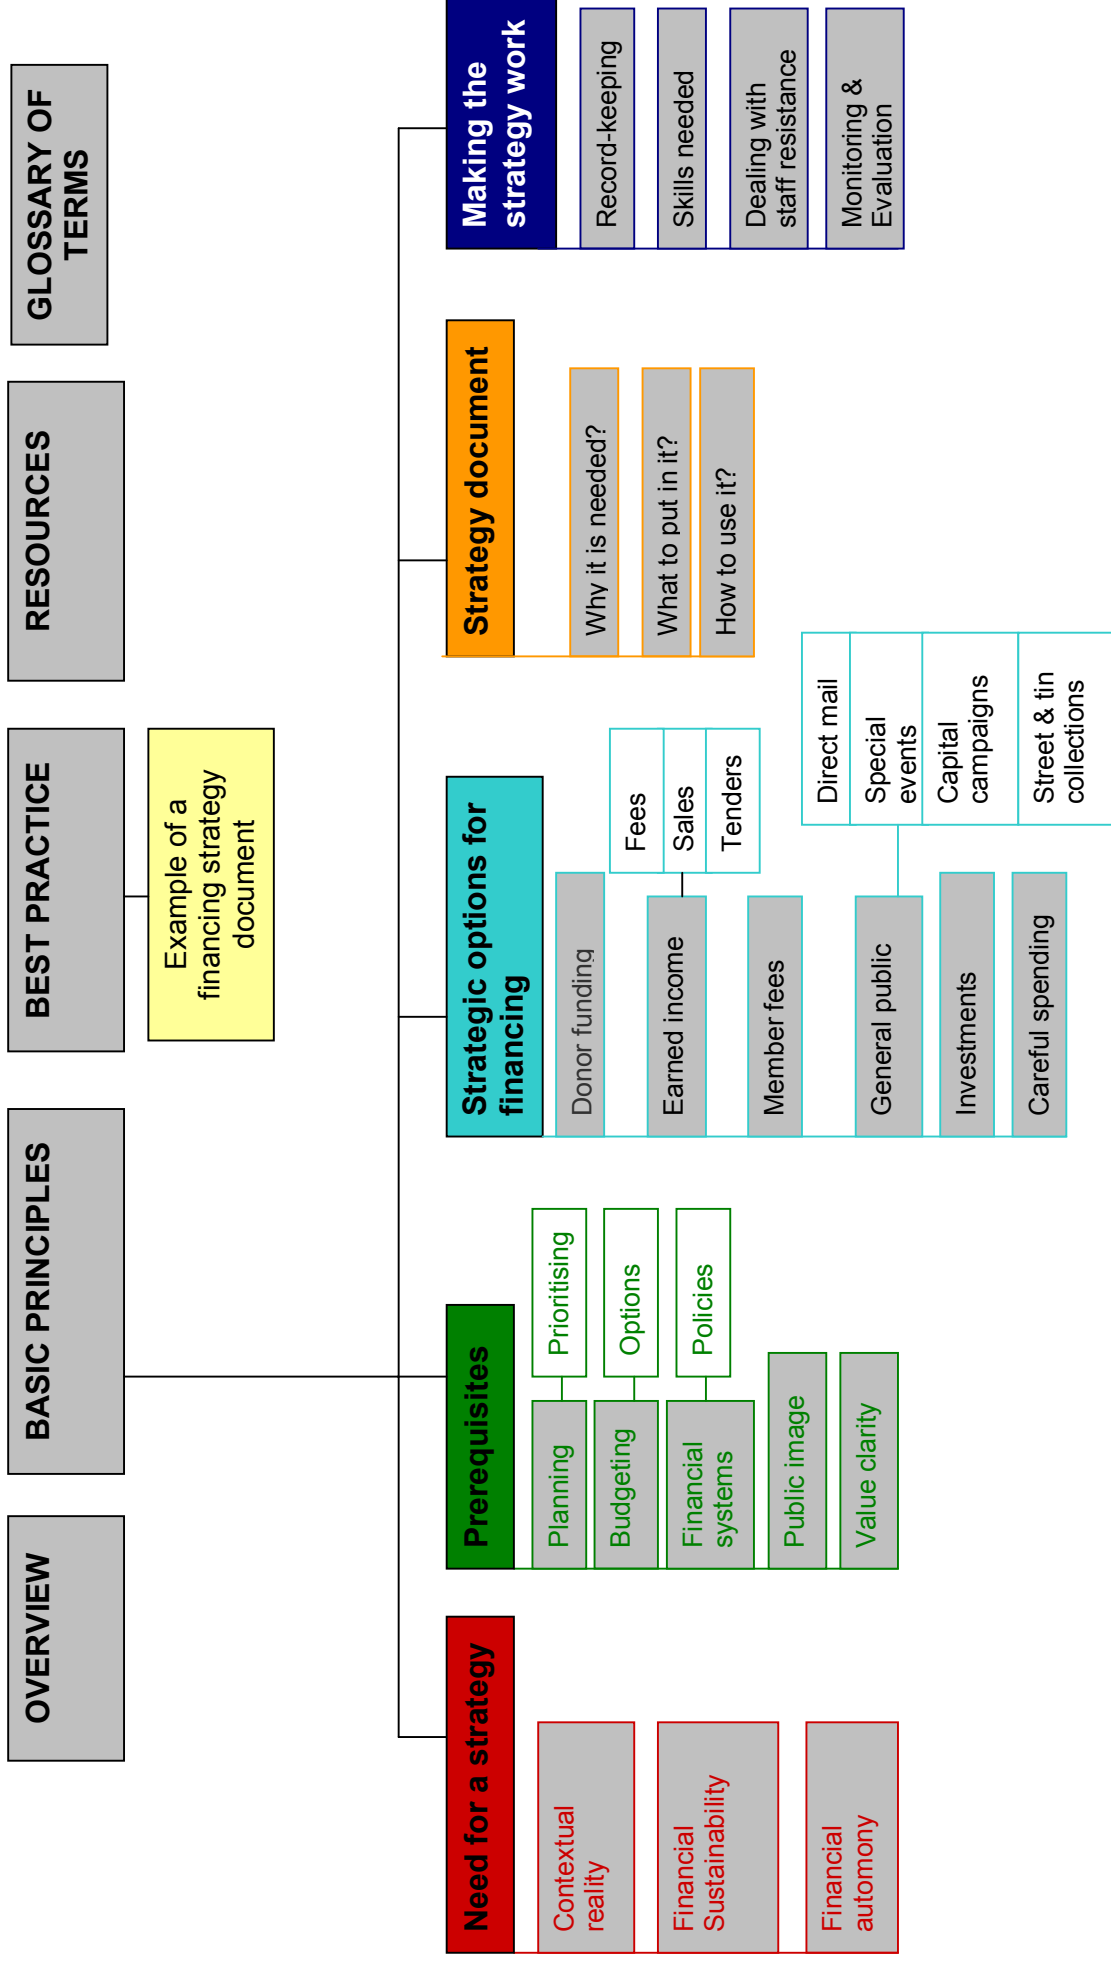 OVERVIEW
BASIC PRINCIPLES
BEST PRACTICE
RESOURCES
GLOSSARY OF
TERMS
Example of a
financing strategy
document
Need for a strategy
Contextual
reality
Financial
Sustainability
Financial
automony
Prerequisites
Planning
Prioritising
Budgeting
Options
Financial
systems
Policies
Public image
Value clarity
Strategic options for
financing
Donor funding
Earned income
Fees
Sales
Tenders
Member fees
General public
Direct mail
Special
events
Capital
campaigns
Street & tin
collections
Investments
Careful spending
Strategy document
Why it is needed?
What to put in it?
How to use it?
Making the
strategy work
Record-keeping
Skills needed
Dealing with
staff resistance
Monitoring &
Evaluation